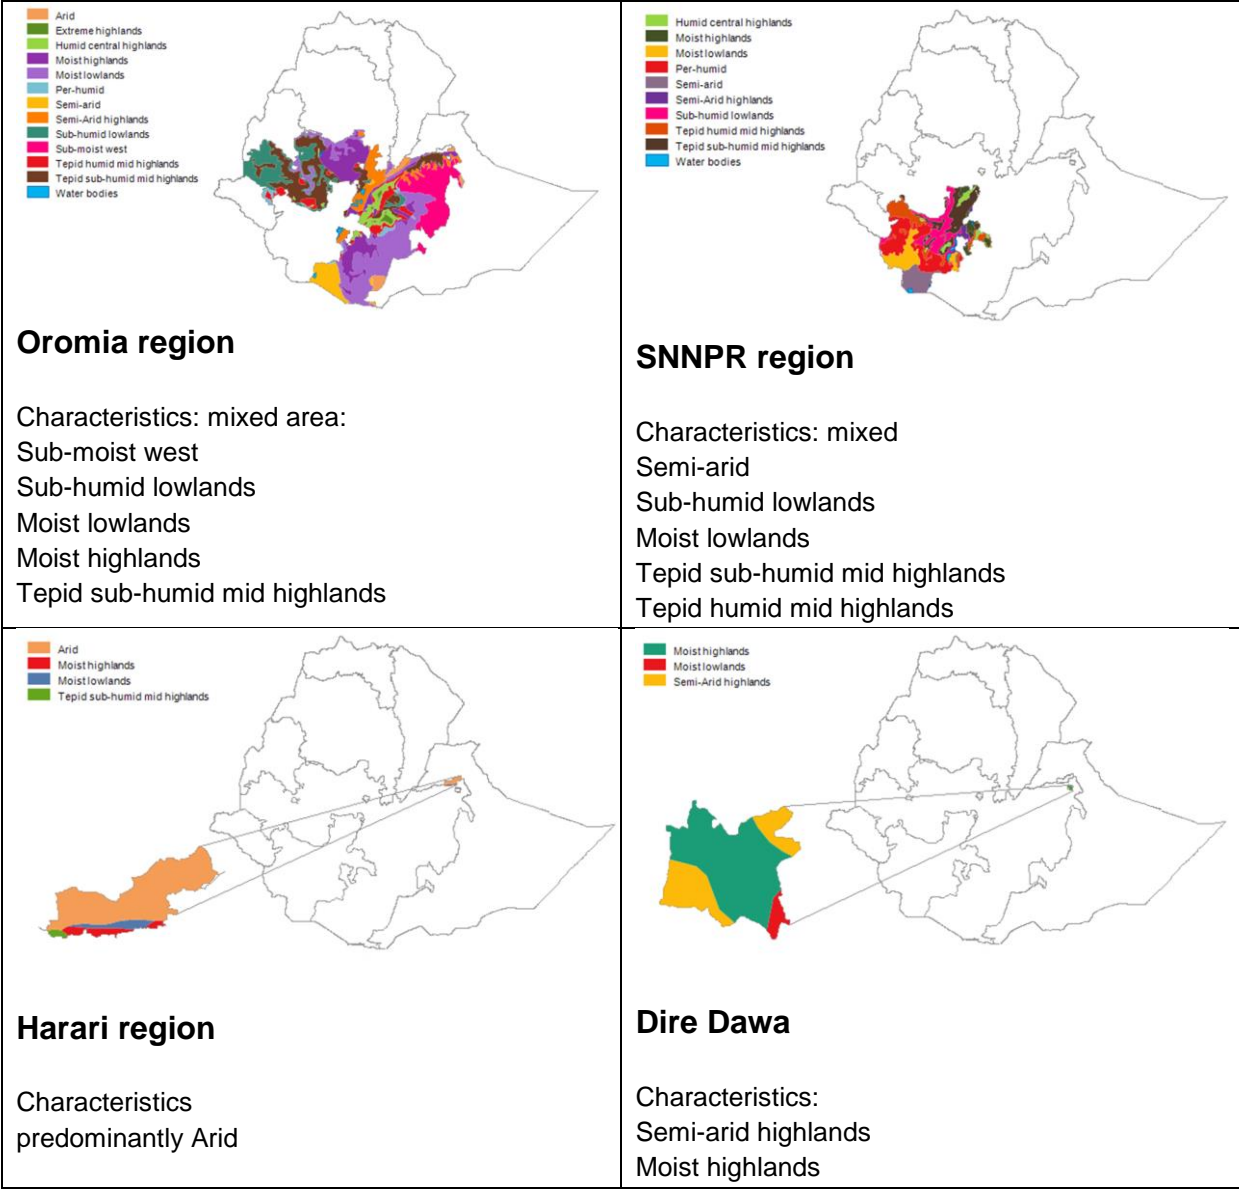 Arid
Extreme highlands
Humid central highlands
Moist highlands
Moist lowlands
Per-humid
Semi-arid
Semi-Arid highlands
Sub-humid lowlands
Sub-moist west
Tepid humid mid highlands
Tepid sub-humid mid highlands
Water bodies
Oromia region
Characteristics: mixed area:
Sub-moist west
Sub-humid lowlands
Moist lowlands
Moist highlands
Tepid sub-humid mid highlands
Humid central highlands
Moist highlands
Moist lowlands
Per-humid
Semi-arid
Semi-Arid highlands
Sub-humid lowlands
Tepid humid mid highlands
Tepid sub-humid mid highlands
Water bodies
SNNPR region
Characteristics: mixed
Semi-arid
Sub-humid lowlands
Moist lowlands
Tepid sub-humid mid highlands
Tepid humid mid highlands
Arid
Moist highlands
Moist lowlands
Tepid sub-humid mid highlands
Harari region
Characteristics
predominantly Arid
Moist highlands
Moist lowlands
Semi-Arid highlands
Dire Dawa
Characteristics:
Semi-arid highlands
Moist highlands